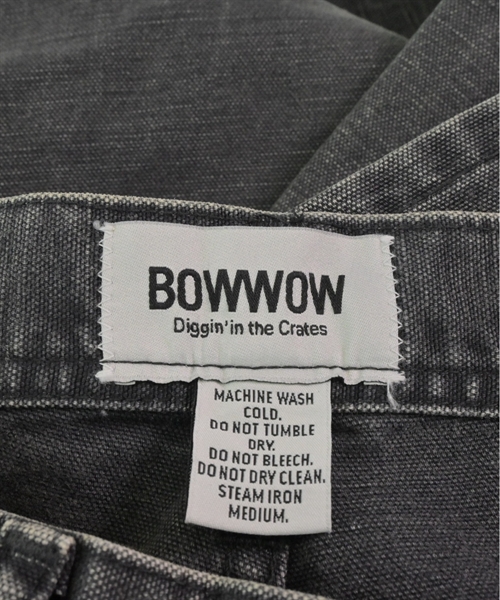 BOWWOW
Diggin' in the Crates
MACHINE WASH
COLD.
DO NOT TUMBLE
DRY.
DO NOT BLEECH.
DO NOT DRY CLEAN.
STEAM IRON
MEDIUM.